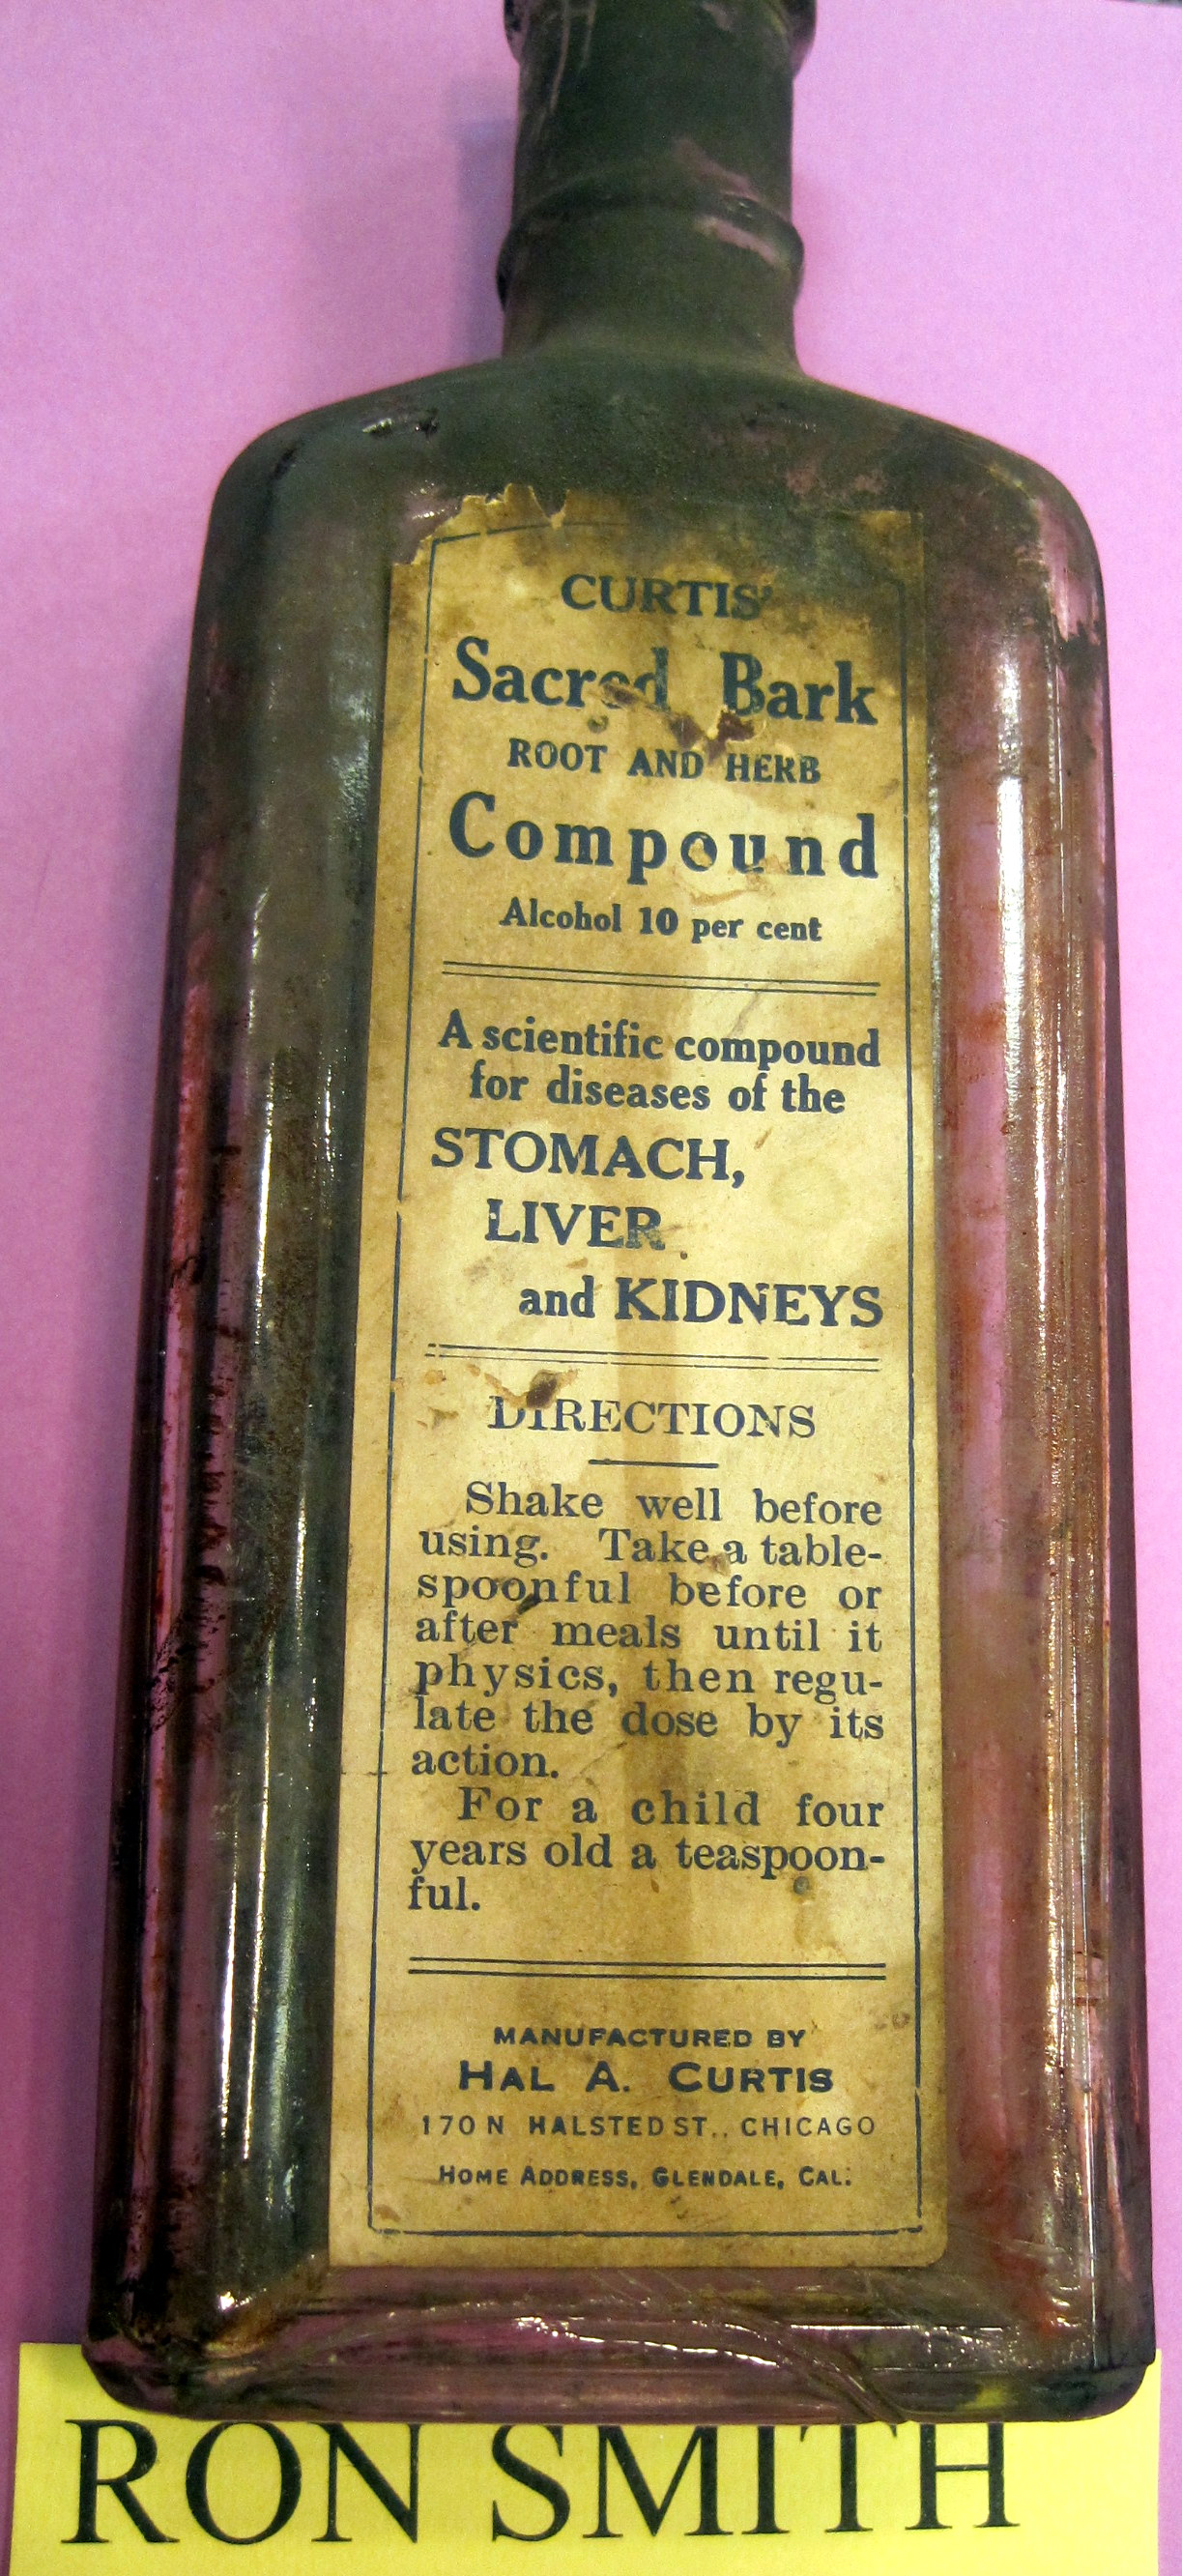 CURTIS'
Sacred Bark
ROOT AND HERB
Compound
Alcohol 10 per cent
A scientific compound
for diseases of the
STOMACH,
LIVER
and KIDNEYS
DIRECTIONS
Shake well before
using. Take a table-
spoonful before or
after meals until it
physics, then regu-
late the dose by its
action.
For a child four
years old a teaspoon-
ful.
MANUFACTURED BY
HAL A. CURTIS
170 N HALSTED ST., CHICAGO
HOME ADDRESS, GLENDALE, CAL.
RON SMITH